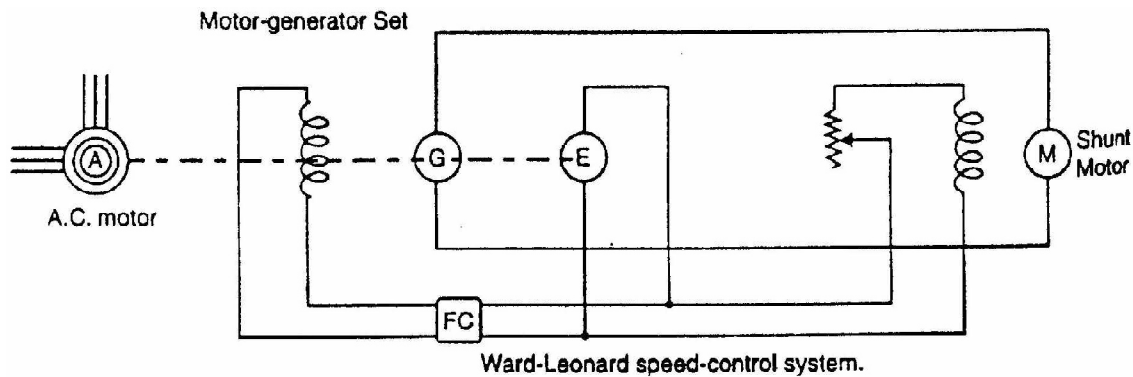 Motor-generator Set
A
G
E
M
Shunt
Motor
A.C. motor
FC
Ward-Leonard speed-control system.